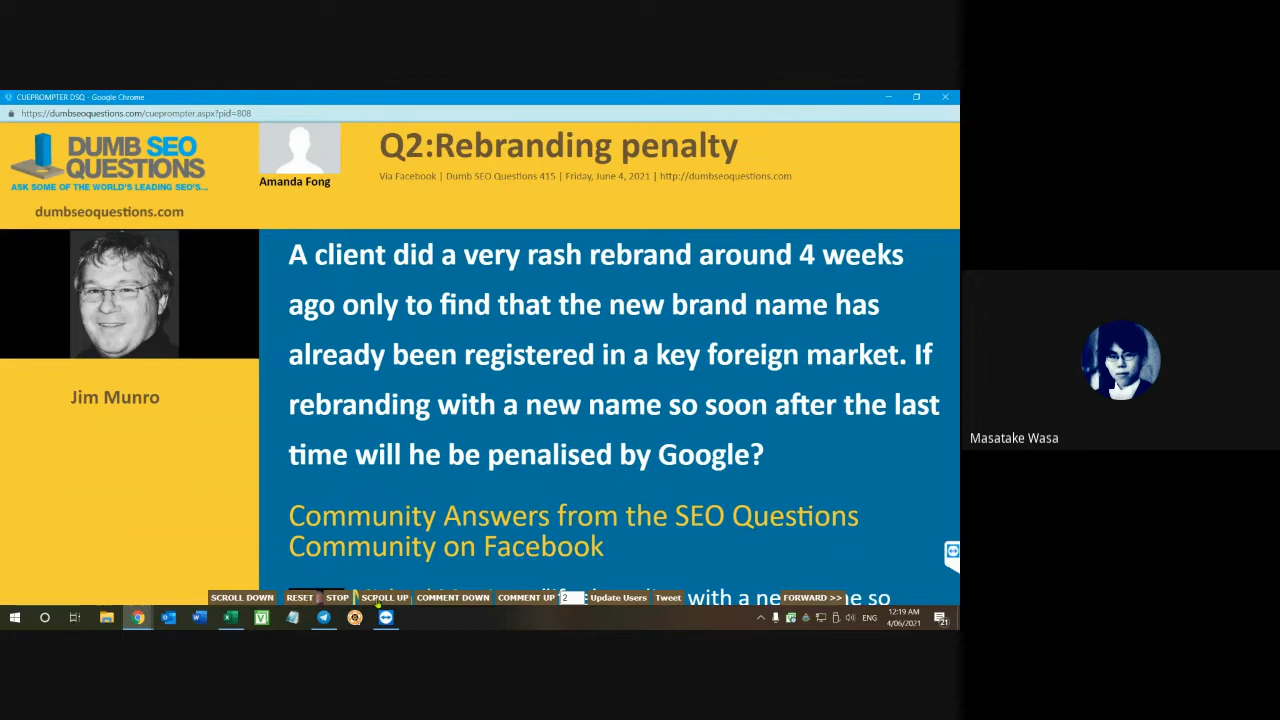 CUEPROMPTER DSQ - Google Chrome
https://dumbseoquestions.com/cueprompter.aspx?pid=808
DUMB SEO
QUESTIONS
ASK SOME OF THE WORLD'S LEADING SEO'S...
dumbseoquestions.com
Amanda Fong
Q2:Rebranding penalty
Via Facebook | Dumb SEO Questions 415 | Friday, June 4, 2021 | http://dumbseoquestions.com
Jim Munro
A client did a very rash rebrand around 4 weeks
ago only to find that the new brand name has
already been registered in a key foreign market. If
rebranding with a new name so soon after the last
time will he be penalised by Google?
Community Answers from the SEO Questions
Community on Facebook
with a ne
so
SCROLL DOWN RESET STOP SCROLL UP COMMENT DOWN COMMENT UP 2 Update Users Tweet FORWARD >>
ENG
12:19 AM
4/06/2021
21
Masatake Wasa